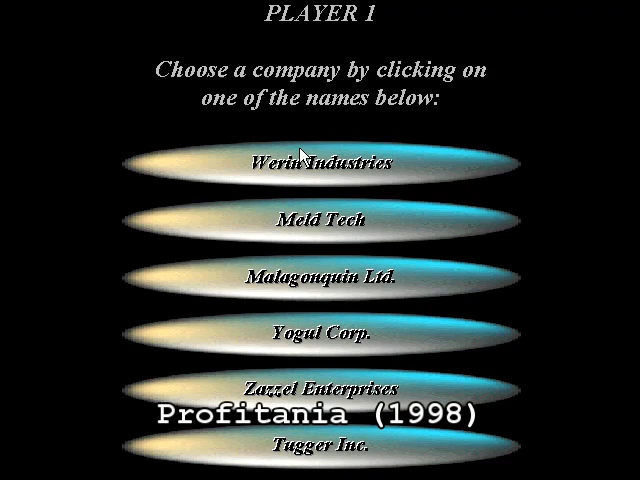 PLAYER 1
Choose a company by clicking on
one of the names below:
Werin Industries
Meld Tech
Malagonquin Ltd.
Yogul Corp.
Zazzel Enterprises
Profitania (1998)
Tugger Inc.